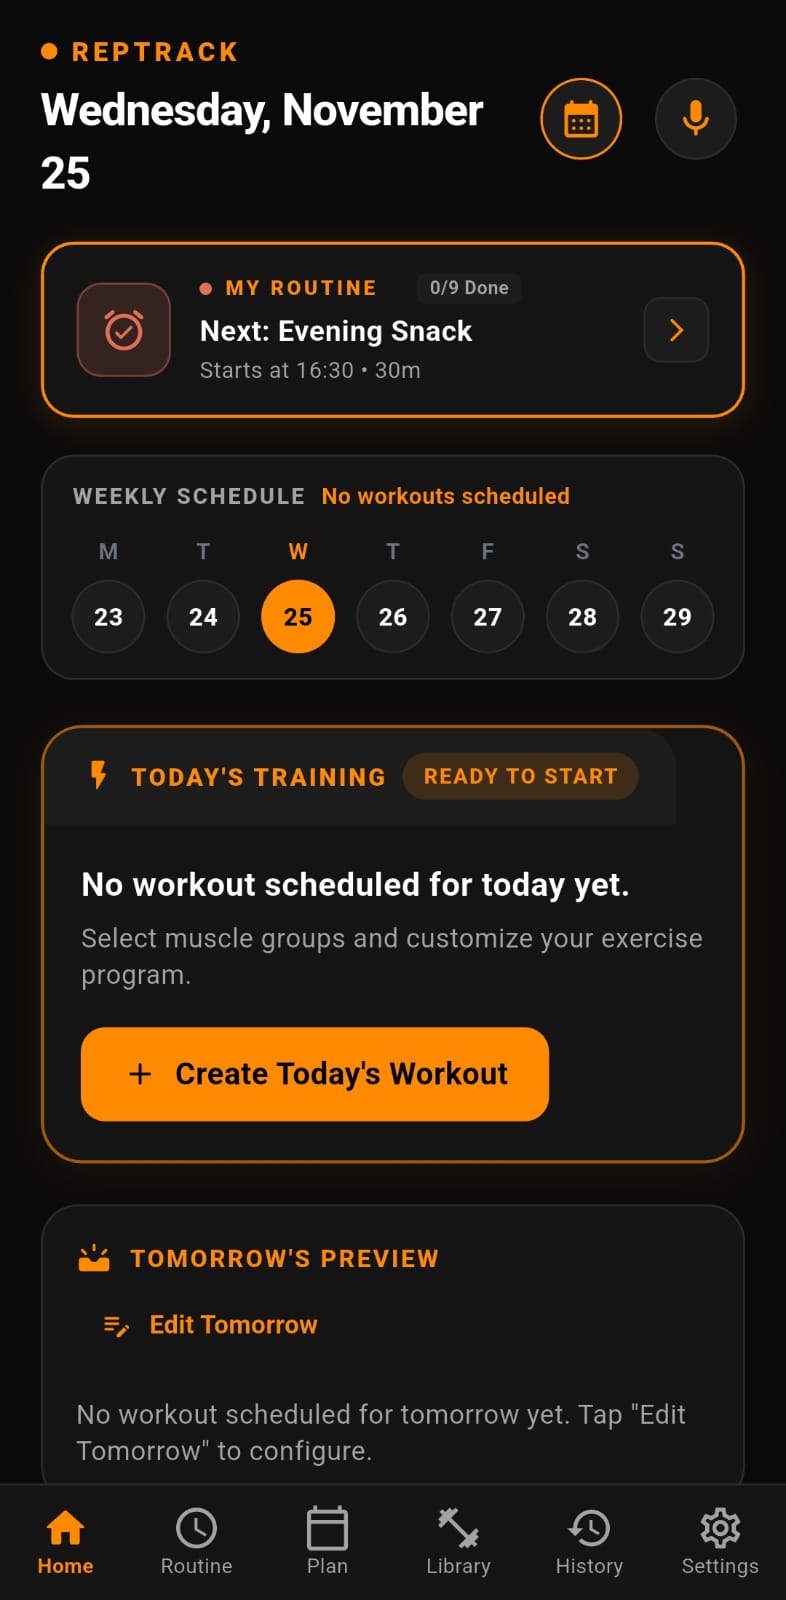 REPTRACK
Wednesday, November
25
MY ROUTINE 0/9 Done
Next: Evening Snack
Starts at 16:30 • 30m
WEEKLY SCHEDULE No workouts scheduled
M T W T F S S
23 24 25 26 27 28 29
TODAY'S TRAINING READY TO START
No workout scheduled for today yet.
Select muscle groups and customize your exercise
program.
+ Create Today's Workout
TOMORROW'S PREVIEW
Edit Tomorrow
No workout scheduled for tomorrow yet. Tap "Edit
Tomorrow" to configure.
Home Routine Plan Library History Settings